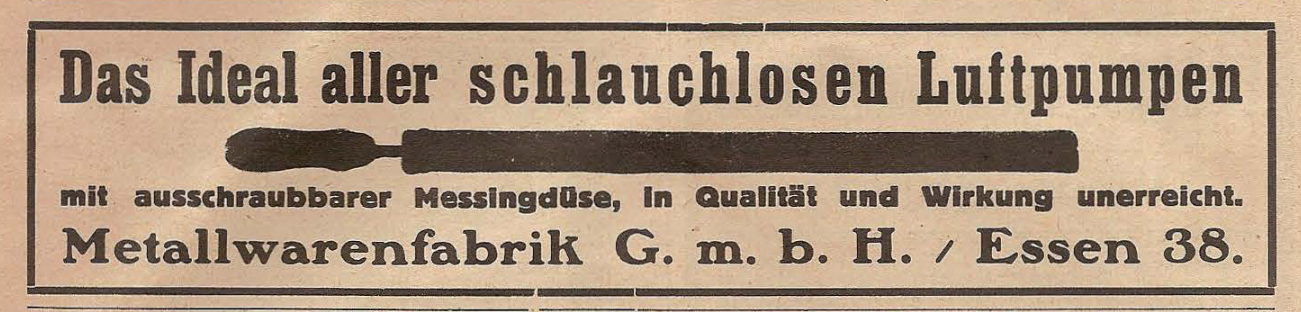 Das Ideal aller schlauchlosen Luftpumpen
mit ausschraubbarer Messingdüse, in Qualität und Wirkung unerreicht.
Metallwarenfabrik G. m. b. H. / Essen 38.